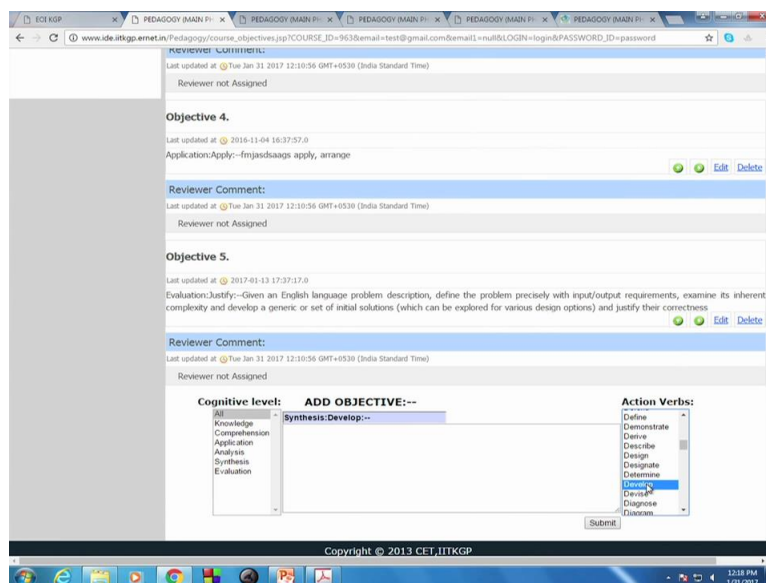 EOI KGP
PEDAGOGY (MAIN P
PEDAGOGY (MAIN P
PEDAGOGY (MAIN P
PEDAGOGY (MAIN P
PEDAGOGY (MAIN P
www.ide.iitkgp.ernet.in/Pedagogy/course_objectives.jsp?COURSE_ID=963&email=test@gmail.com&email1=null&LOGIN=login&PASSWORD_ID=password
Reviewer Comment:
Last updated at Tue Jan 31 2017 12:10:56 GMT+0530 (India Standard Time)
Reviewer not Assigned
Objective 4.
Last updated at 2016-11-04 16:37:57.0
Application:Apply:--fmjasdsaags apply, arrange
Edit Delete
Reviewer Comment:
Last updated at Tue Jan 31 2017 12:10:56 GMT+0530 (India Standard Time)
Reviewer not Assigned
Objective 5.
Last updated at 2017-01-13 17:37:17.0
Evaluation:Justify:--Given an English language problem description, define the problem precisely with input/output requirements, examine its inherent
complexity and develop a generic or set of initial solutions (which can be explored for various design options) and justify their correctness
Edit Delete
Reviewer Comment:
Last updated at Tue Jan 31 2017 12:10:56 GMT+0530 (India Standard Time)
Reviewer not Assigned
Cognitive level: ADD OBJECTIVE:-- Action Verbs:
All
Knowledge
Comprehension
Application
Analysis
Synthesis
Evaluation
Synthesis:Develop:--
Define
Demonstrate
Derive
Describe
Design
Designate
Determine
Develop
Devise
Diagnose
Diagram
Submit
Copyright © 2013 CET,IITKGP
12:18 PM
1/31/2017